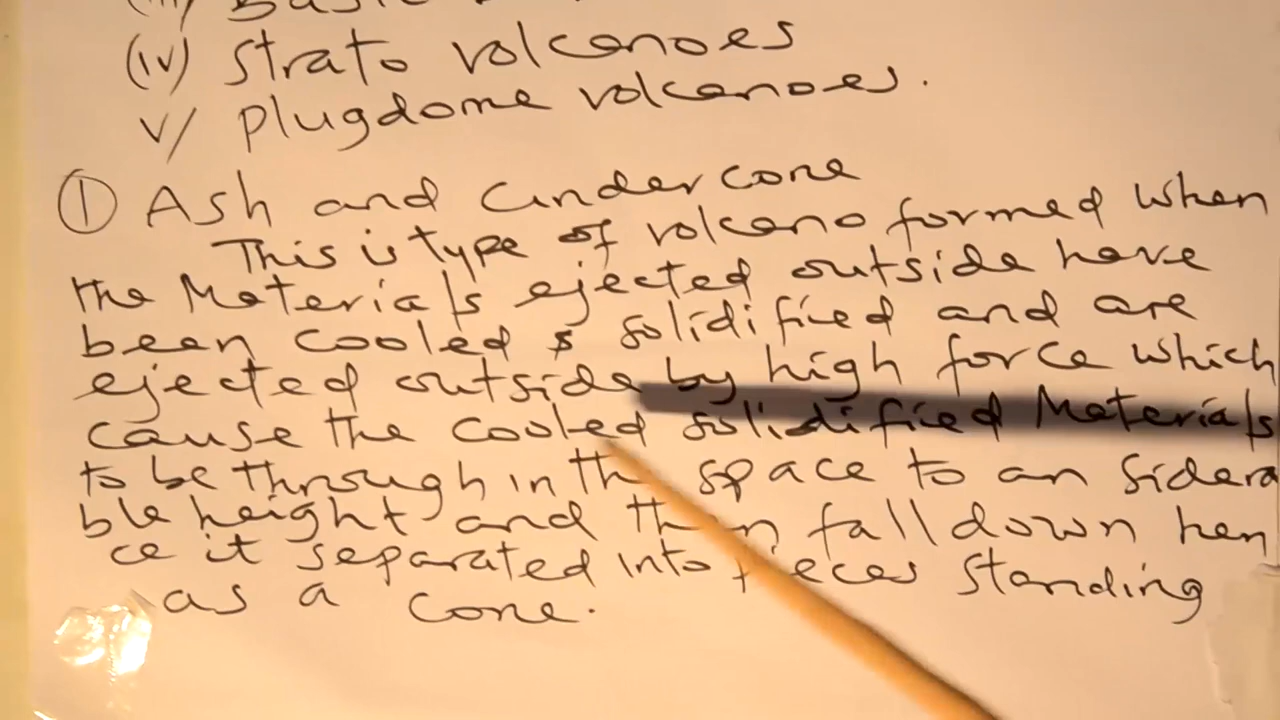 (iii) Basic
(iv) Strato volcanoes
v/ plugdome volcanoes.
① Ash and Cinder cone
This is type of volcano formed when
the Materials ejected outside have
been cooled & solidified and are
ejected outside by high force which
cause the cooled solidified Materials
to be through in the space to an sidera
ble height and then fall down hen
ce it separated into pieces standing
as a cone.